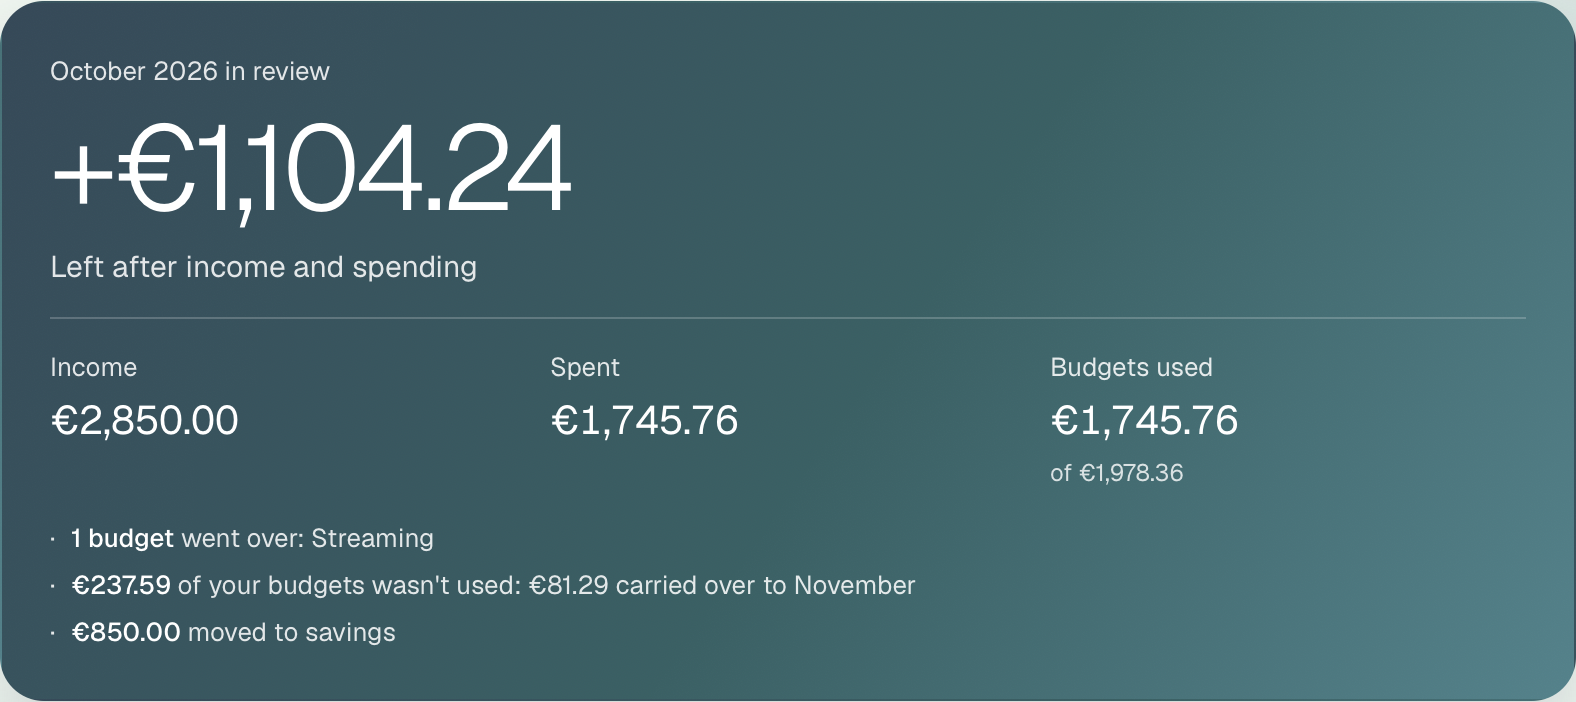 October 2026 in review
+€1,104.24
Left after income and spending
Income
€2,850.00
Spent
€1,745.76
Budgets used
€1,745.76
of €1,978.36
· 1 budget went over: Streaming
· €237.59 of your budgets wasn't used: €81.29 carried over to November
· €850.00 moved to savings